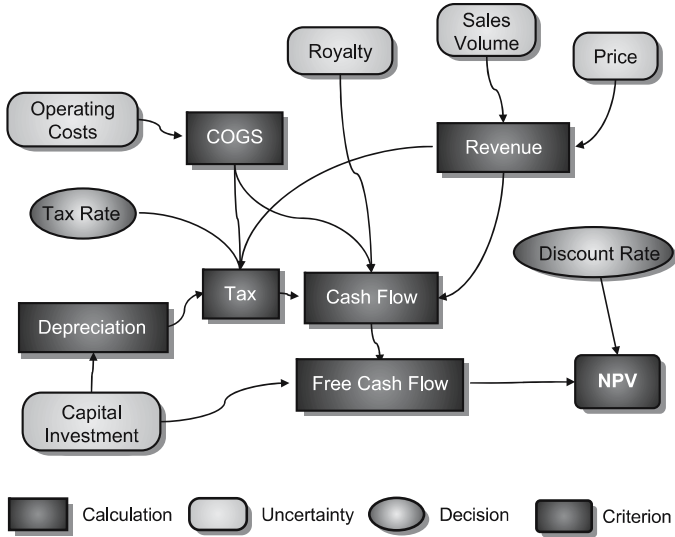 Sales
Volume
Royalty
Price
Operating
Costs
COGS
Revenue
Tax Rate
Discount Rate
Tax
Cash Flow
Depreciation
Free Cash Flow
NPV
Capital
Investment
Calculation
Uncertainty
Decision
Criterion